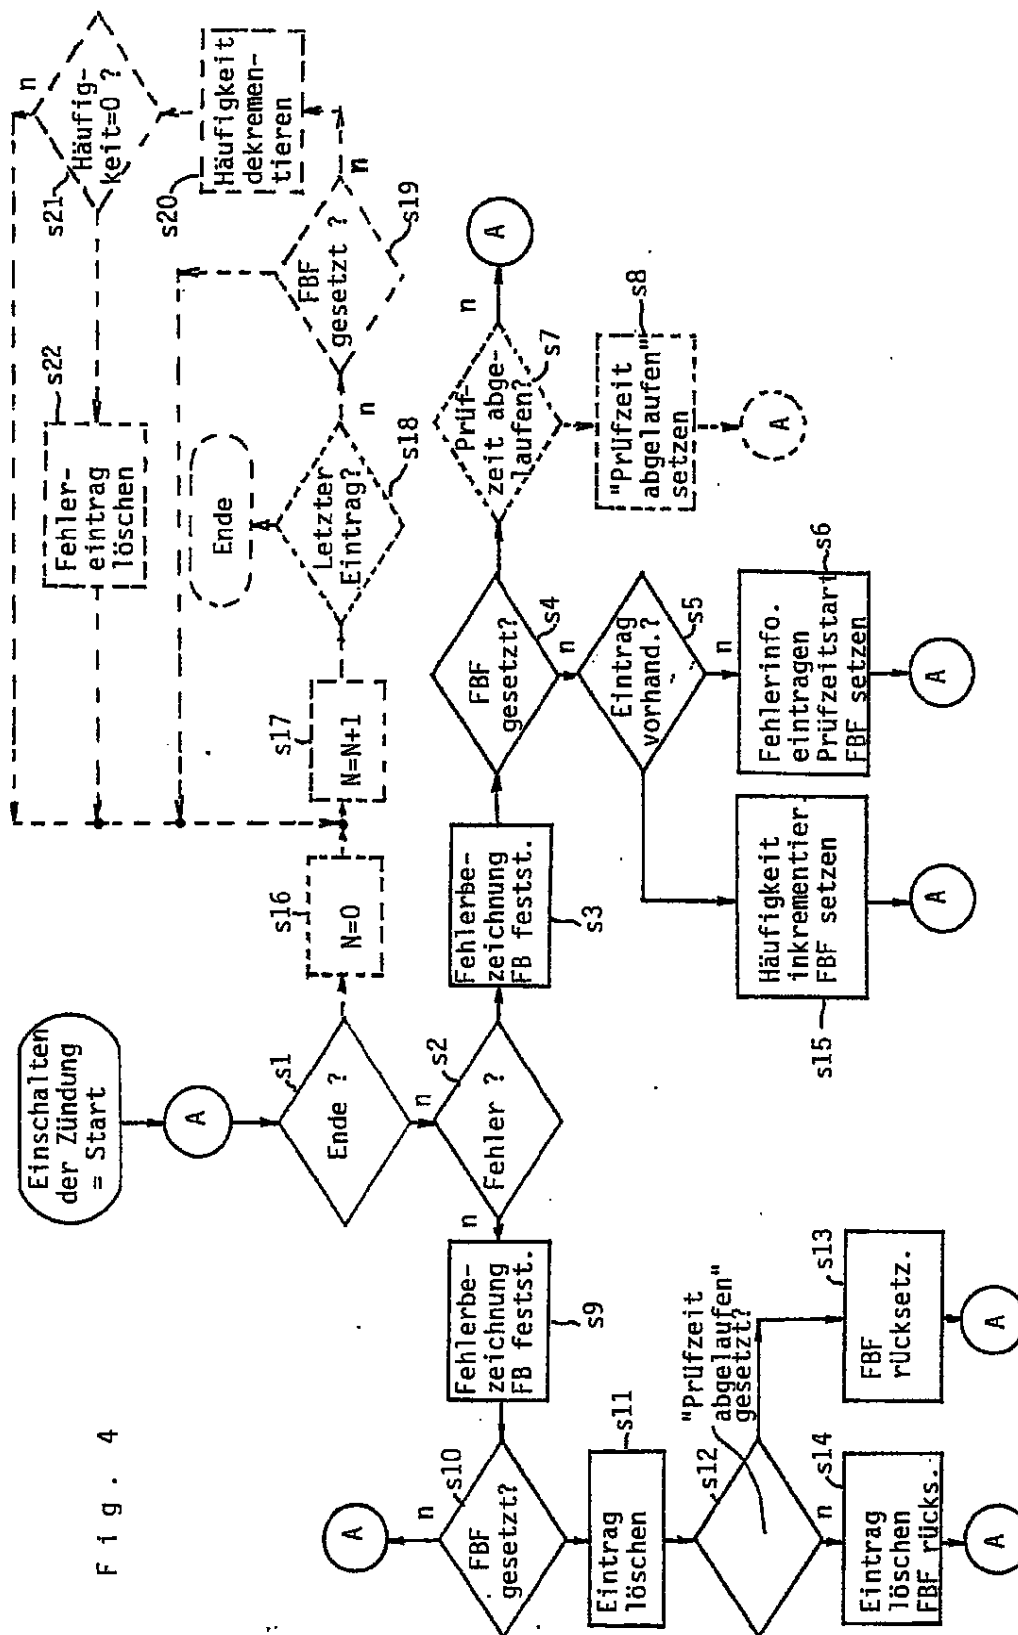 Fig. 4
Einschalten
der Zündung
= Start
A
Ende ?
s1
n
N=0
s16
N=N+1
s17
Letzter
Eintrag?
s18
n
Ende
FBF
gesetzt ?
s19
n
Häufigkeit
dekremen-
tieren
s20
Häufig-
keit=0 ?
s21
n
Fehler-
eintrag
löschen
s22
Fehler ?
s2
n
Fehlerbe-
zeichnung
FB festst.
s3
FBF
gesetzt?
s4
n
Prüf-
zeit abge-
laufen?
s7
n
A
"Prüfzeit
abgelaufen"
setzen
s8
A
Eintrag
vorhand.?
s5
n
Fehlerinfo.
eintragen
Prüfzeitstart
FBF setzen
s6
A
Häufigkeit
inkrementier.
FBF setzen
s15
A
Fehlerbe-
zeichnung
FB festst.
s9
FBF
gesetzt?
s10
n
A
Eintrag
löschen
s11
"Prüfzeit
abgelaufen"
gesetzt?
s12
n
FBF
rücksetz.
s13
A
Eintrag
löschen
FBF rücks.
s14
A